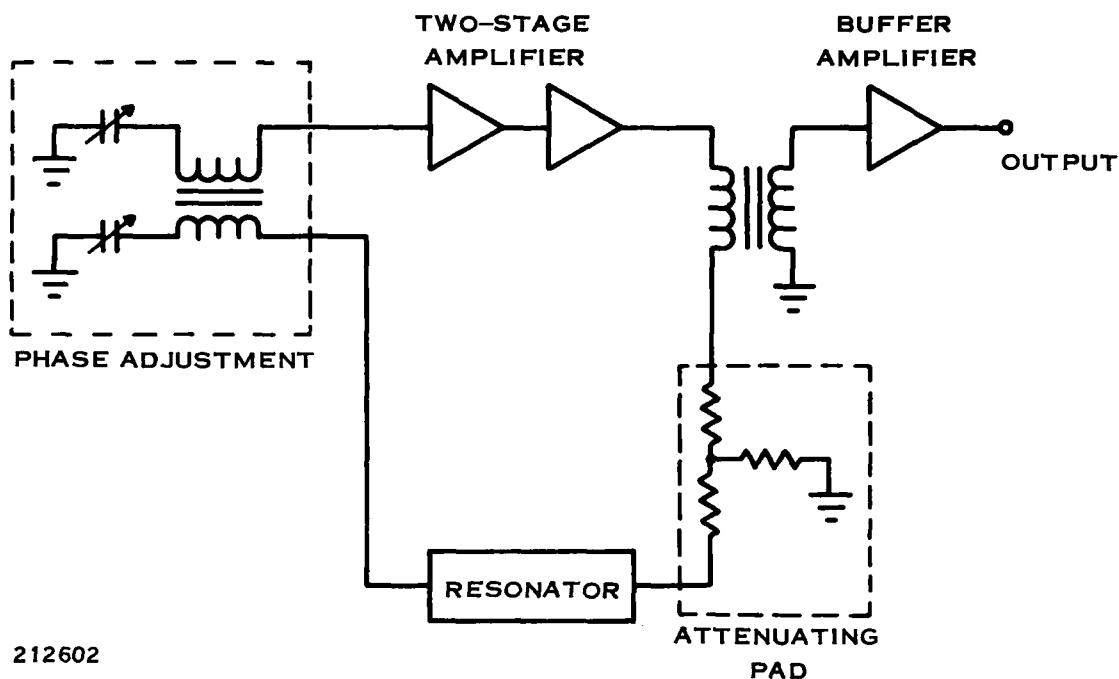 TWO-STAGE
AMPLIFIER
BUFFER
AMPLIFIER
OUTPUT
PHASE ADJUSTMENT
RESONATOR
ATTENUATING
PAD
212602